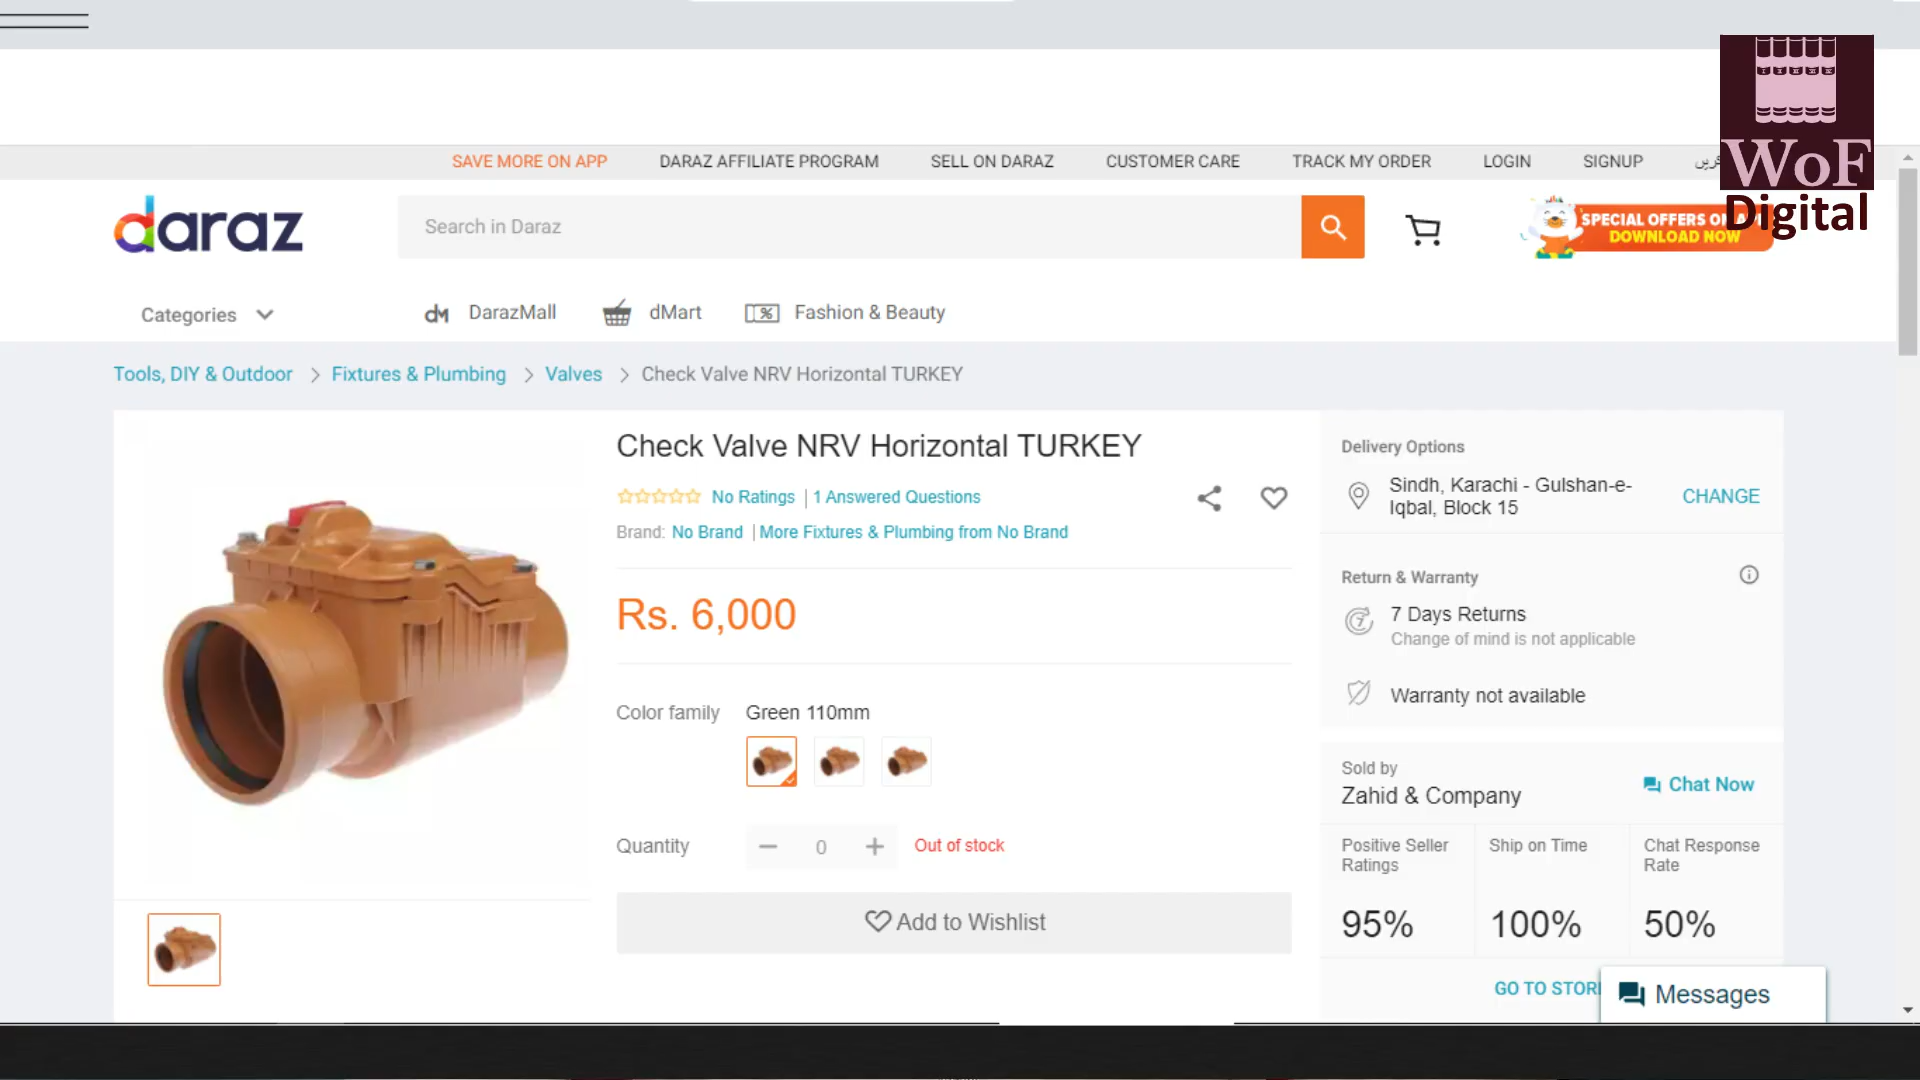 SAVE MORE ON APP
DARAZ AFFILIATE PROGRAM
SELL ON DARAZ
CUSTOMER CARE
TRACK MY ORDER
LOGIN
SIGNUP
WoF
Digital
daraz
Search in Daraz
SPECIAL OFFERS ON
DOWNLOAD NOW
Categories
DarazMall
dMart
Fashion & Beauty
Tools, DIY & Outdoor
Fixtures & Plumbing
Valves
Check Valve NRV Horizontal TURKEY
Check Valve NRV Horizontal TURKEY
No Ratings | 1 Answered Questions
Brand: No Brand | More Fixtures & Plumbing from No Brand
Rs. 6,000
Color family Green 110mm
Quantity
0
Out of stock
Add to Wishlist
Delivery Options
Sindh, Karachi - Gulshan-e-
Iqbal, Block 15
CHANGE
Return & Warranty
7 Days Returns
Change of mind is not applicable
Warranty not available
Sold by
Zahid & Company
Chat Now
Positive Seller
Ratings
95%
Ship on Time
100%
Chat Response
Rate
50%
GO TO STORE
Messages